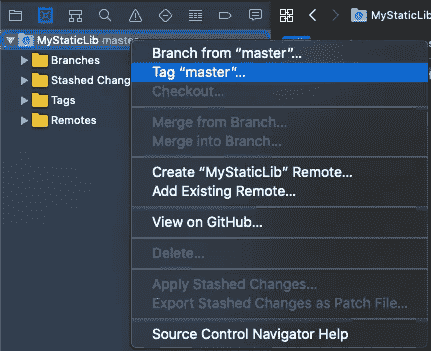 MyStaticLib master
Branches
Stashed Chang
Tags
Remotes
MyStaticLib
Branch from “master”...
Tag “master”...
Checkout...
Merge from Branch...
Merge into Branch...
Create “MyStaticLib” Remote...
Add Existing Remote...
View on GitHub...
Delete...
Apply Stashed Changes...
Export Stashed Changes as Patch File...
Source Control Navigator Help